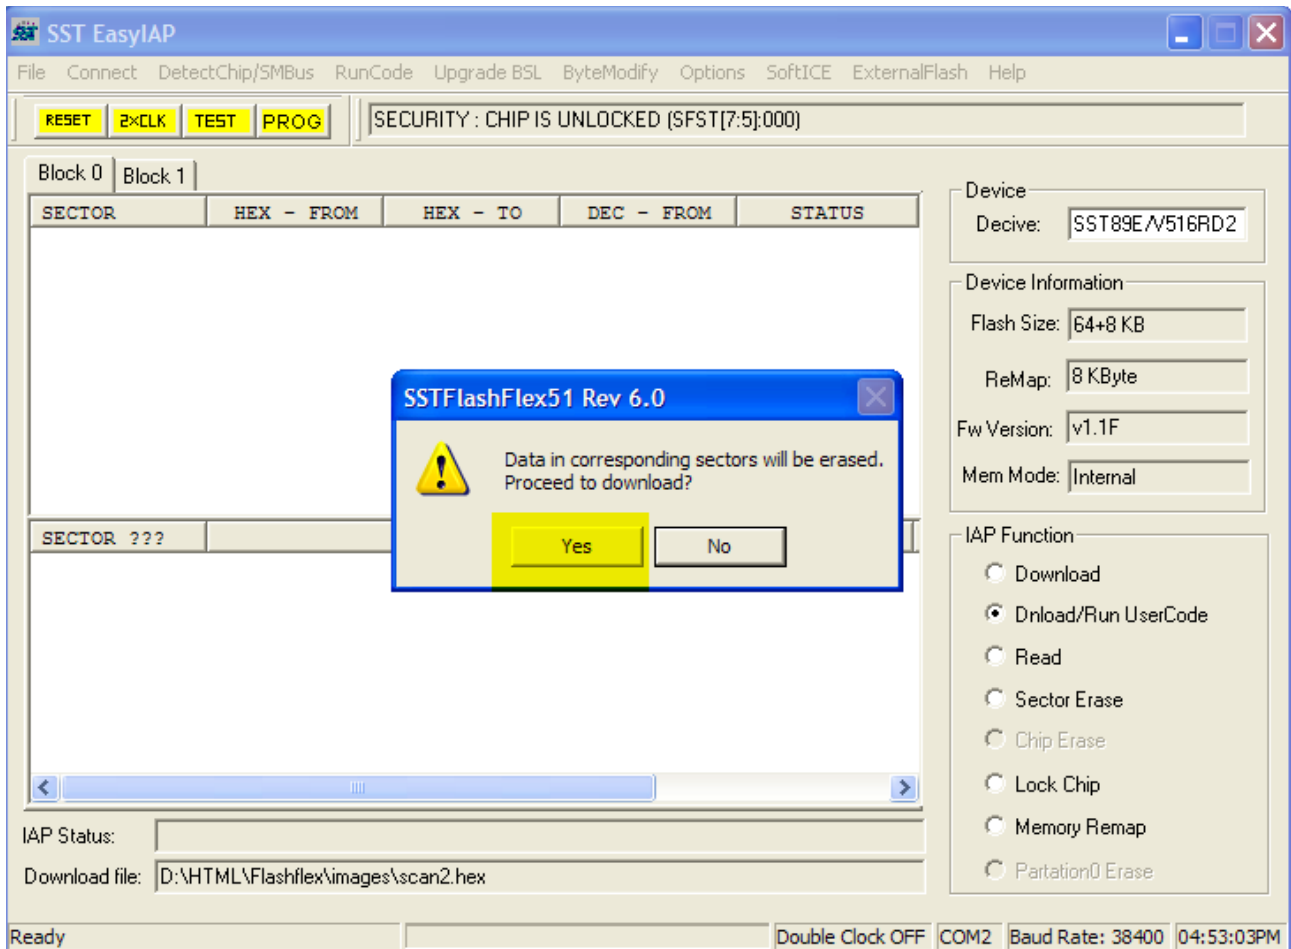 SST EasyIAP
File Connect DetectChip/SMBus RunCode Upgrade BSL ByteModify Options SoftICE ExternalFlash Help
RESET 2×CLK TEST PROG SECURITY : CHIP IS UNLOCKED (SFST[7:5]:000)
Block 0 Block 1
SECTOR HEX - FROM HEX - TO DEC - FROM STATUS
Device
Decive: SST89E/V516RD2
Device Information
Flash Size: 64+8 KB
ReMap: 8 KByte
Fw Version: v1.1F
Mem Mode: Internal
SSTFlashFlex51 Rev 6.0
Data in corresponding sectors will be erased.
Proceed to download?
Yes No
SECTOR ???
IAP Function
Download
Dnload/Run UserCode
Read
Sector Erase
Chip Erase
Lock Chip
Memory Remap
Partation0 Erase
IAP Status:
Download file: D:\HTML\Flashflex\images\scan2.hex
Ready Double Clock OFF COM2 Baud Rate: 38400 04:53:03PM